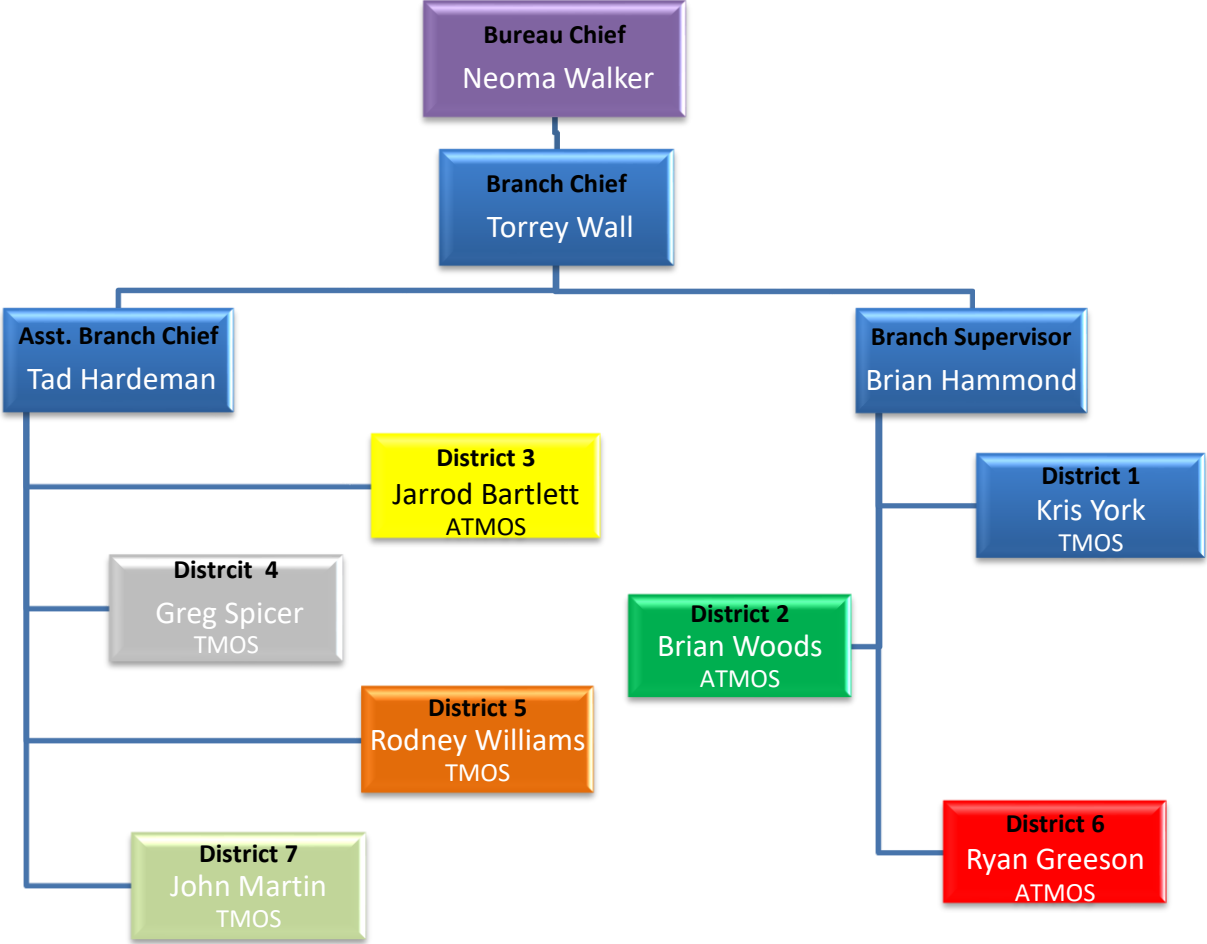 Bureau Chief
Neoma Walker
Branch Chief
Torrey Wall
Asst. Branch Chief
Tad Hardeman
Branch Supervisor
Brian Hammond
District 3
Jarrod Bartlett
ATMOS
District 1
Kris York
TMOS
Distrcit  4
Greg Spicer
TMOS
District 2
Brian Woods
ATMOS
District 5
Rodney Williams
TMOS
District 6
Ryan Greeson
ATMOS
District 7
John Martin
TMOS